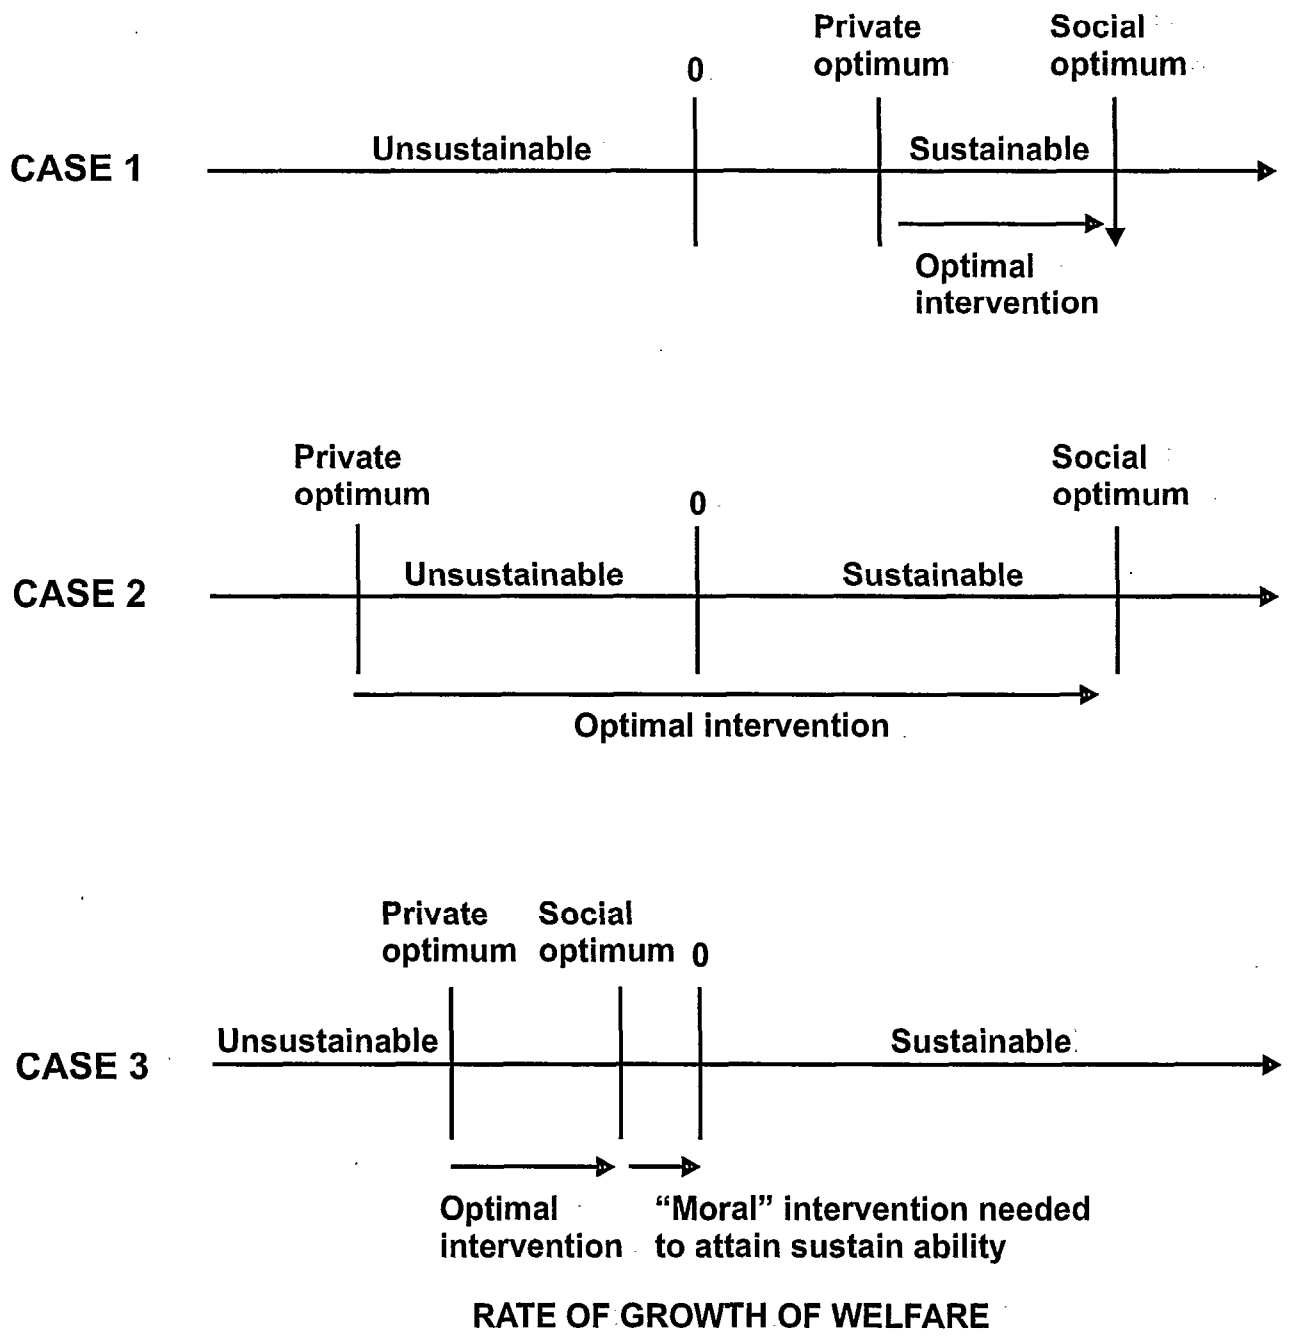 Private Social
0 optimum optimum
CASE 1 Unsustainable Sustainable
Optimal
intervention
Private Social
optimum 0 optimum
CASE 2 Unsustainable Sustainable
Optimal intervention
Private Social
optimum optimum 0
Unsustainable Sustainable
CASE 3
Optimal “Moral” intervention needed
intervention to attain sustain ability
RATE OF GROWTH OF WELFARE